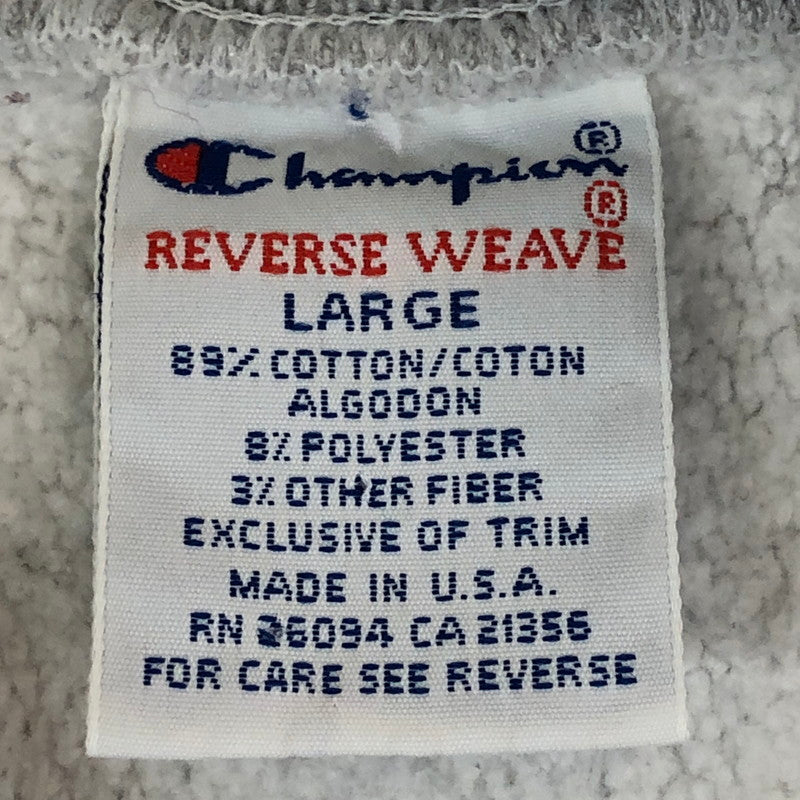 Champion®
REVERSE WEAVE®
LARGE
89% COTTON/COTON
ALGODON
8% POLYESTER
3% OTHER FIBER
EXCLUSIVE OF TRIM
MADE IN U.S.A.
RN 26094 CA 21356
FOR CARE SEE REVERSE